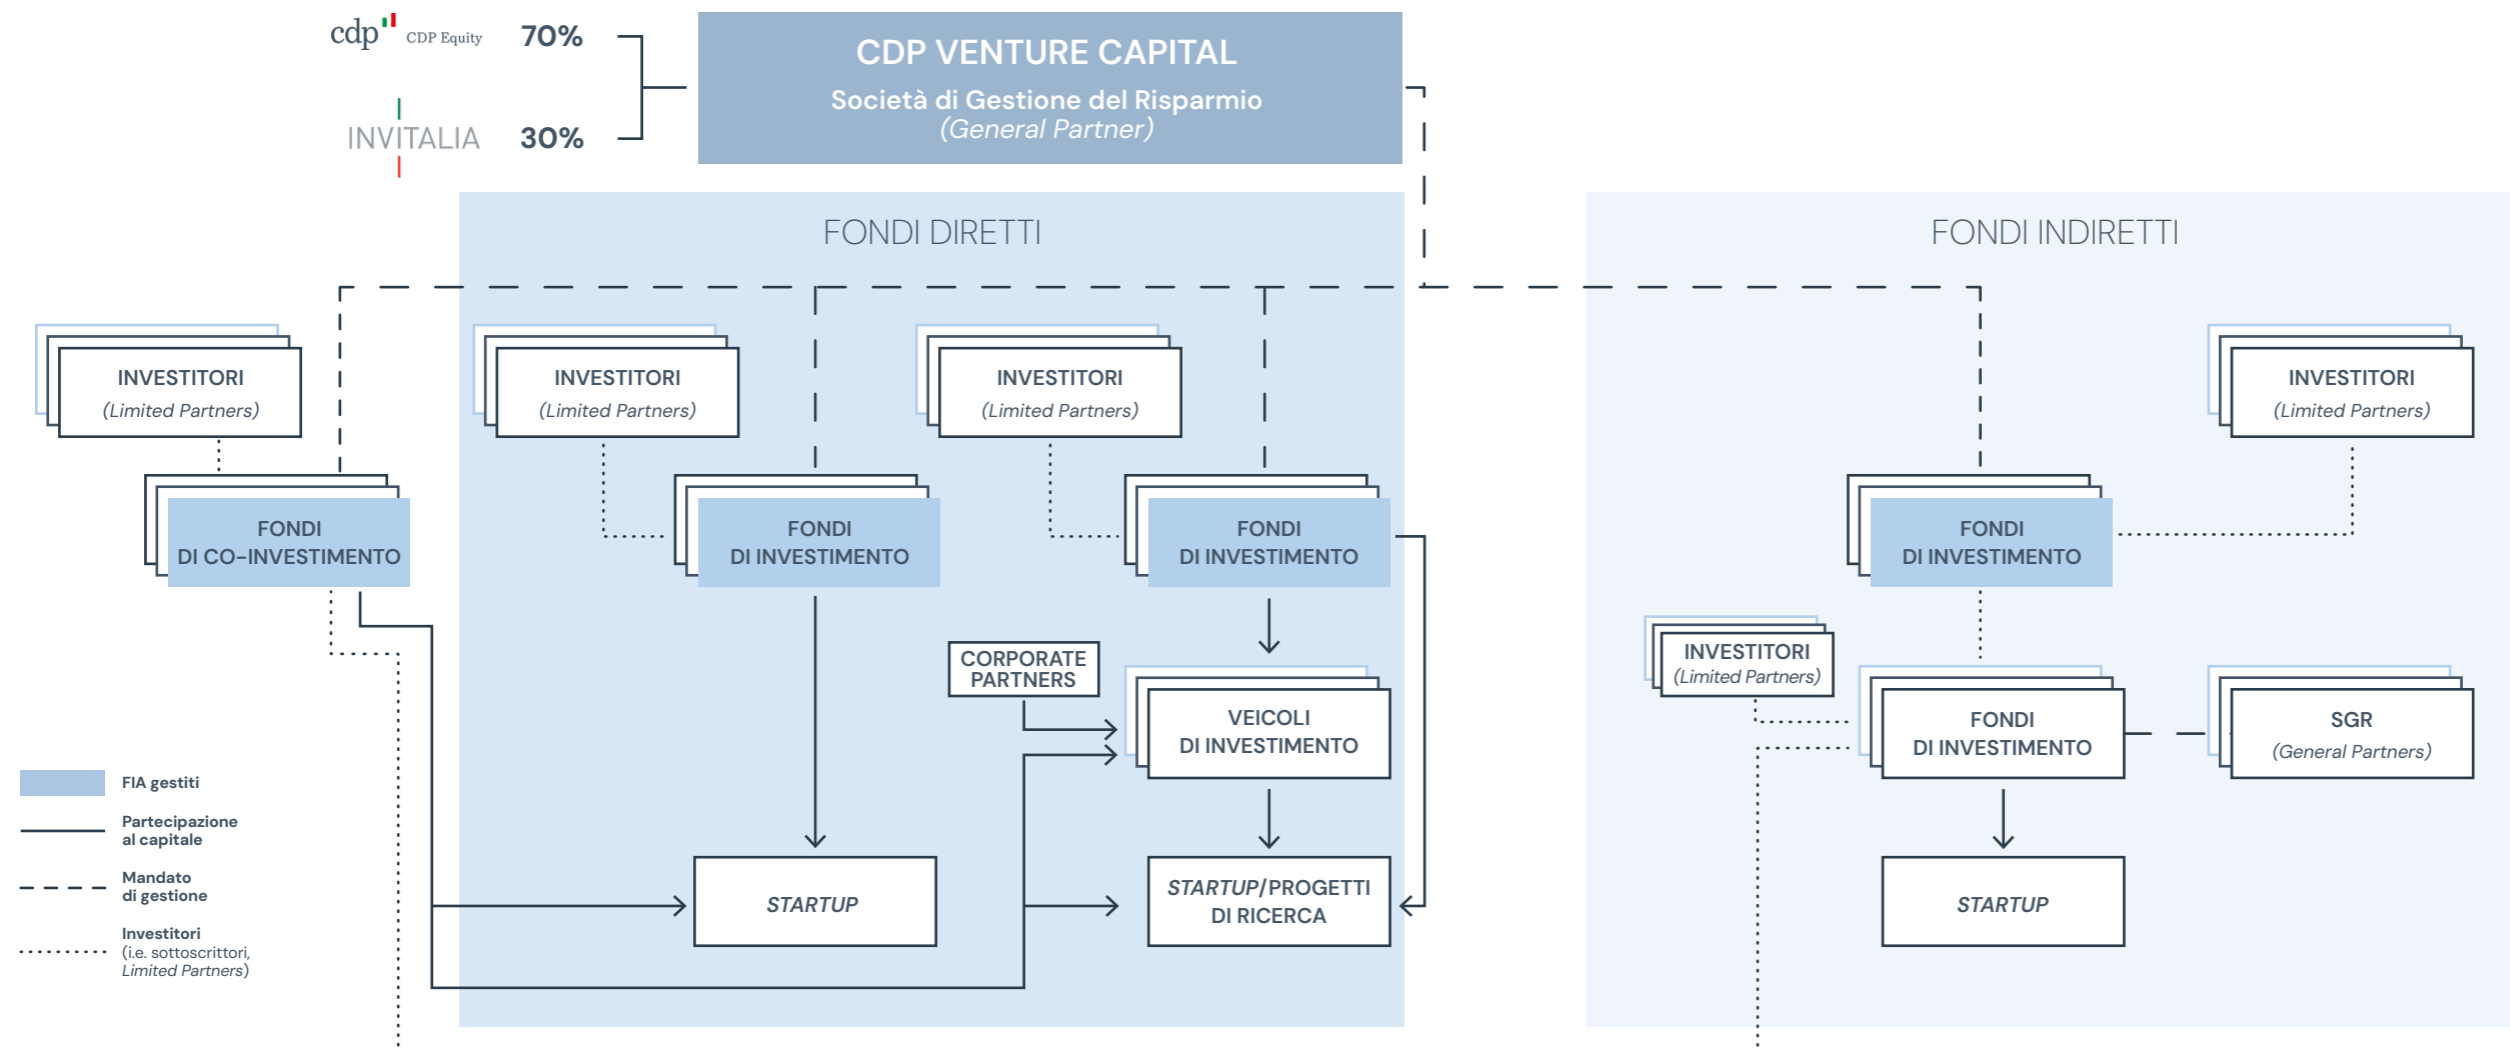 cdp CDP Equity 70%
INVITALIA 30%
CDP VENTURE CAPITAL
Società di Gestione del Risparmio
(General Partner)
FONDI DIRETTI
FONDI INDIRETTI
INVESTITORI
(Limited Partners)
INVESTITORI
(Limited Partners)
INVESTITORI
(Limited Partners)
INVESTITORI
(Limited Partners)
FONDI
DI CO-INVESTIMENTO
FONDI
DI INVESTIMENTO
FONDI
DI INVESTIMENTO
FONDI
DI INVESTIMENTO
CORPORATE
PARTNERS
VEICOLI
DI INVESTIMENTO
INVESTITORI
(Limited Partners)
FONDI
DI INVESTIMENTO
SGR
(General Partners)
STARTUP
STARTUP/PROGETTI
DI RICERCA
STARTUP
FIA gestiti
Partecipazione
al capitale
Mandato
di gestione
Investitori
(i.e. sottoscrittori,
Limited Partners)